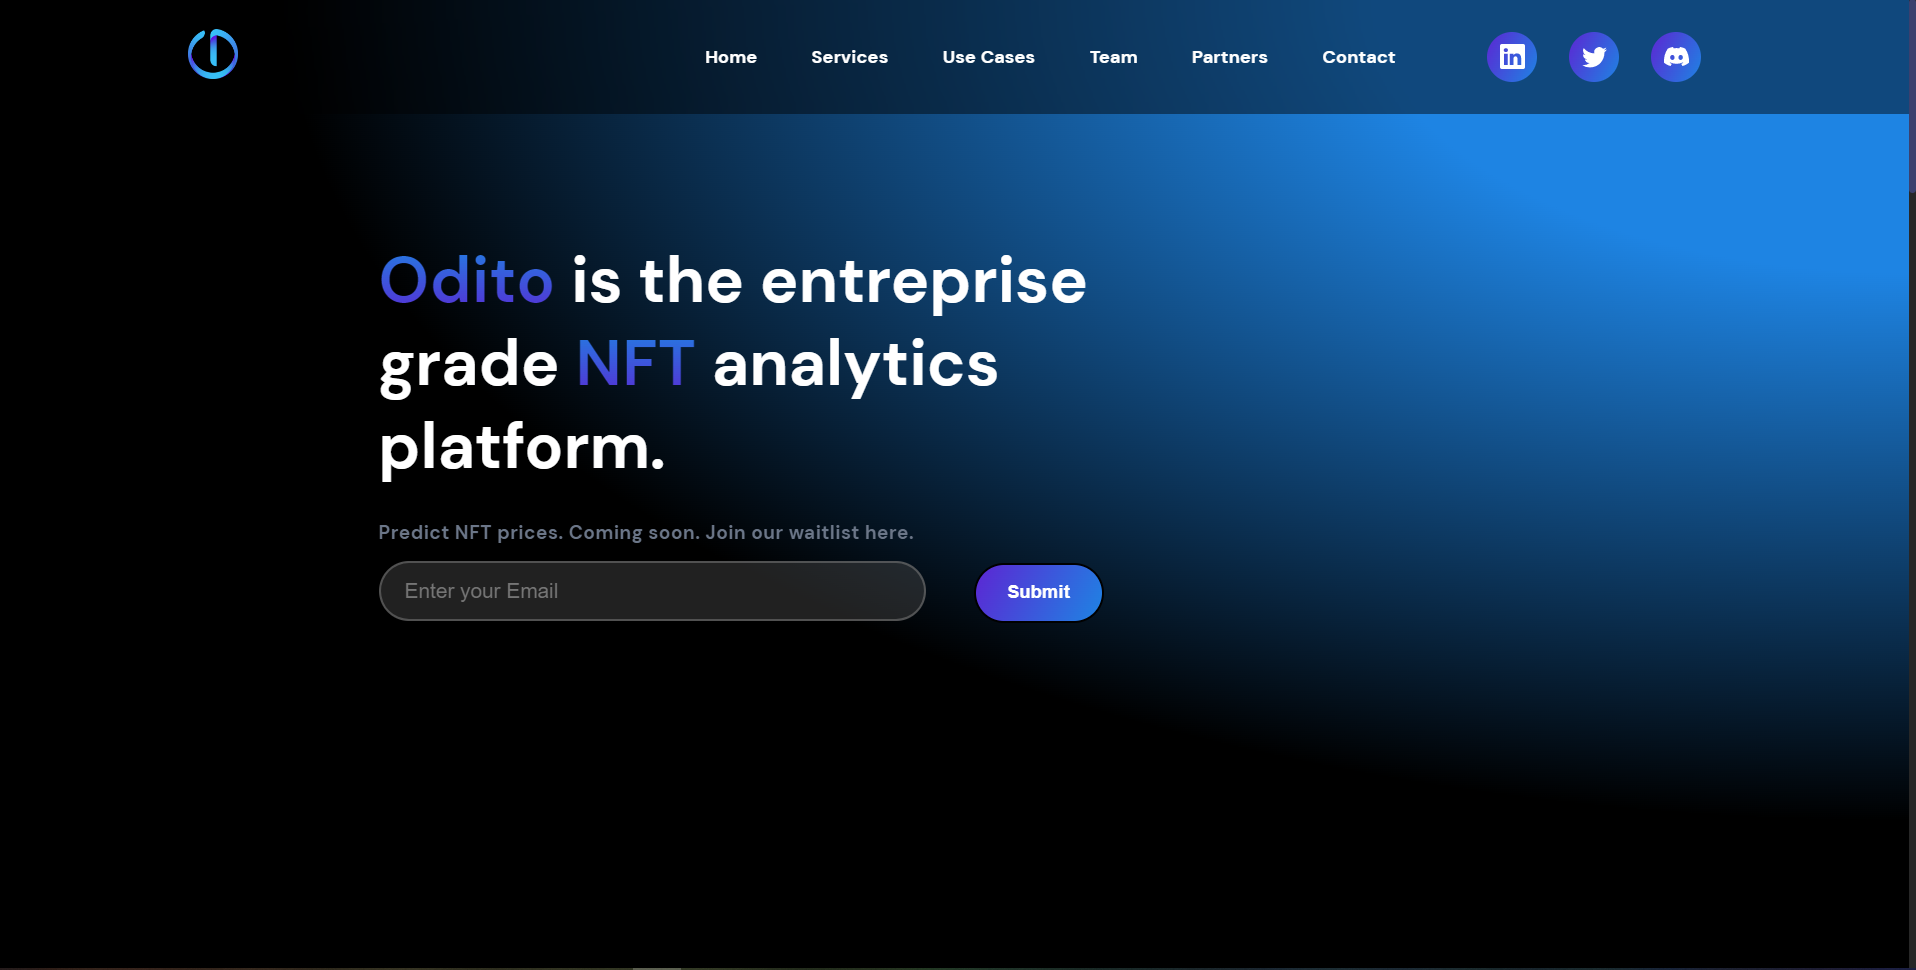 Home Services Use Cases Team Partners Contact
Odito is the entreprise
grade NFT analytics
platform.
Predict NFT prices. Coming soon. Join our waitlist here.
Enter your Email Submit